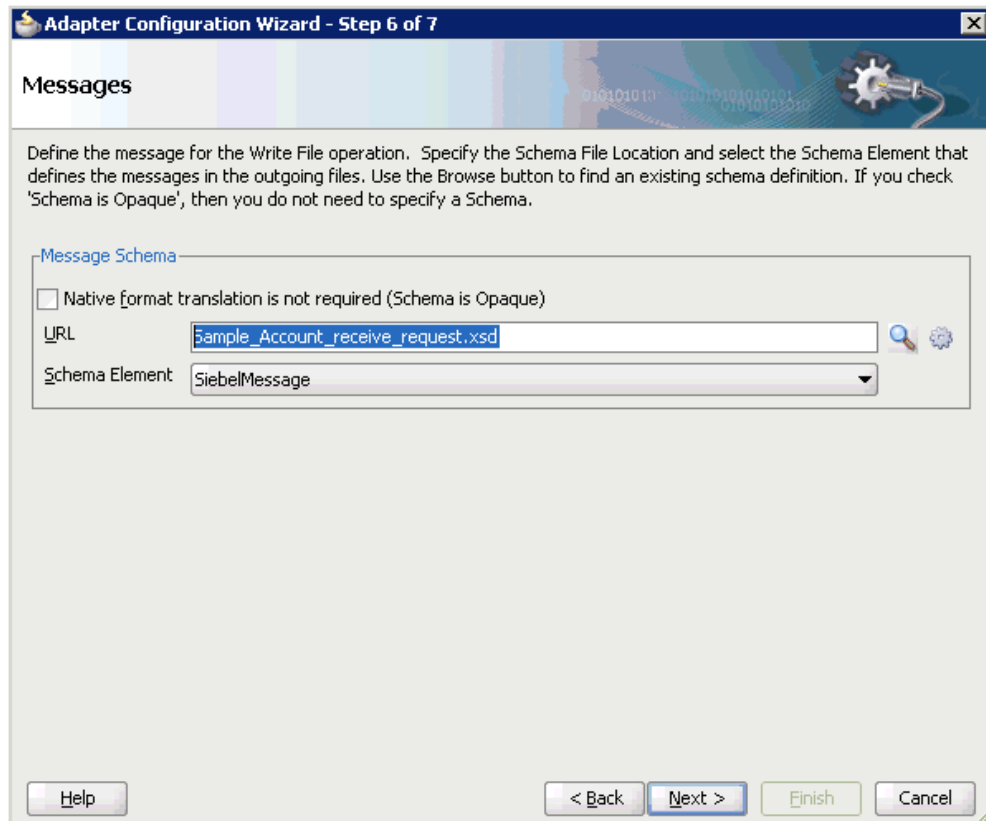 Adapter Configuration Wizard - Step 6 of 7
Messages
Define the message for the Write File operation. Specify the Schema File Location and select the Schema Element that
defines the messages in the outgoing files. Use the Browse button to find an existing schema definition. If you check
'Schema is Opaque', then you do not need to specify a Schema.
Message Schema
Native format translation is not required (Schema is Opaque)
URL Sample_Account_receive_request.xsd
Schema Element SiebelMessage
Help < Back Next > Finish Cancel